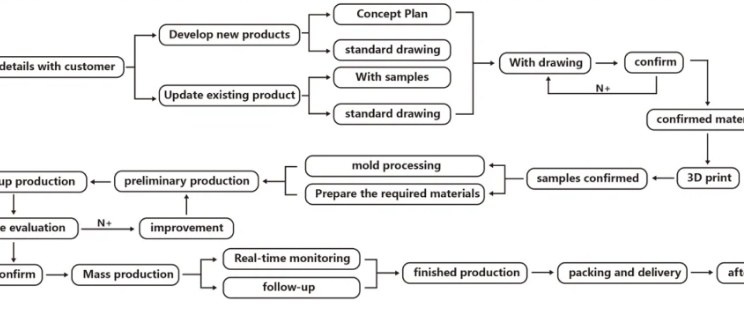 Concept Plan
Develop new products
standard drawing
details with customer
With drawing
confirm
With samples
N+
Update existing product
standard drawing
confirmed mater
mold processing
up production
preliminary production
samples confirmed
3D print
Prepare the required materials
e evaluation
N+
improvement
Real-time monitoring
onfirm
Mass production
finished production
packing and delivery
aft
follow-up